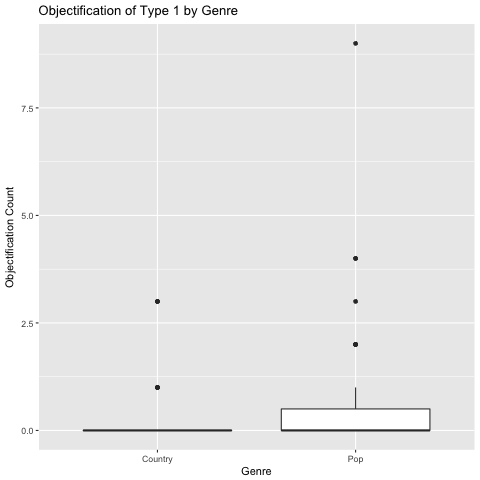 Objectification of Type 1 by Genre
Objectification Count
7.5
5.0
2.5
0.0
Country
Pop
Genre